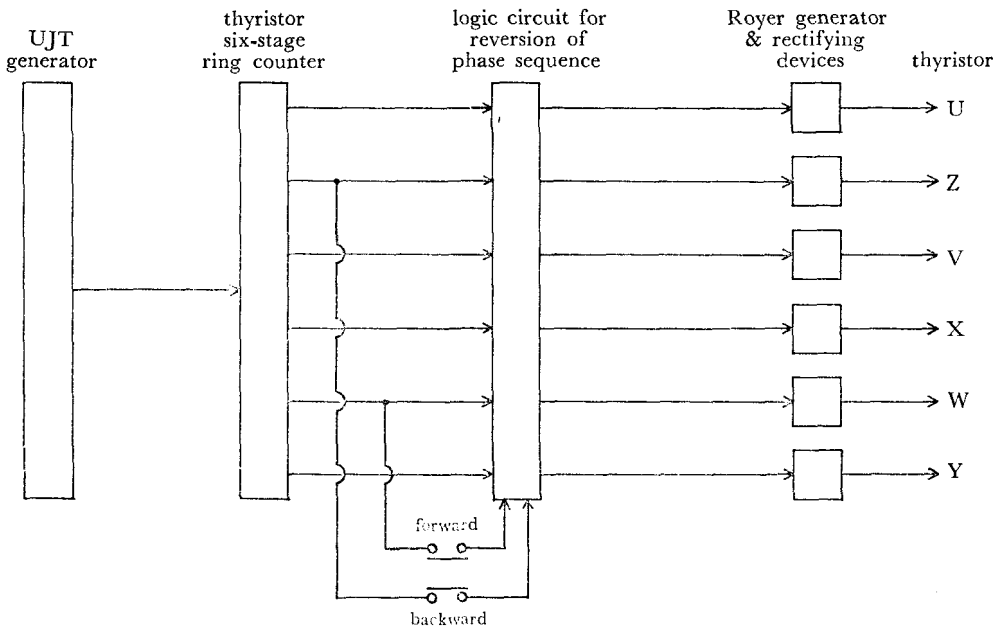 UJT
generator
thyristor
six-stage
ring counter
logic circuit for
reversion of
phase sequence
Royer generator
& rectifying
devices
thyristor
U
Z
V
X
W
Y
forward
backward